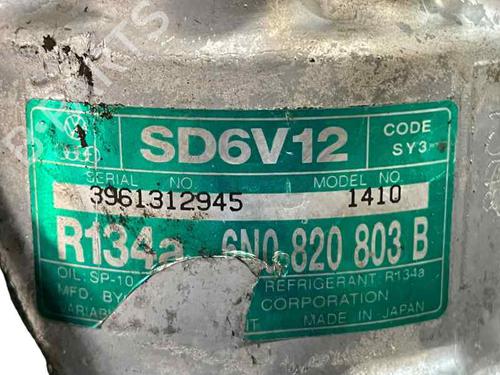 SD6V12
CODE
SY3
SERIAL NO.
MODEL NO.
3961312945
1410
R134a 6N0 820 803 B
OIL: SP-10
REFRIGERANT: R134a
MFD. BY
CORPORATION
MADE IN JAPAN